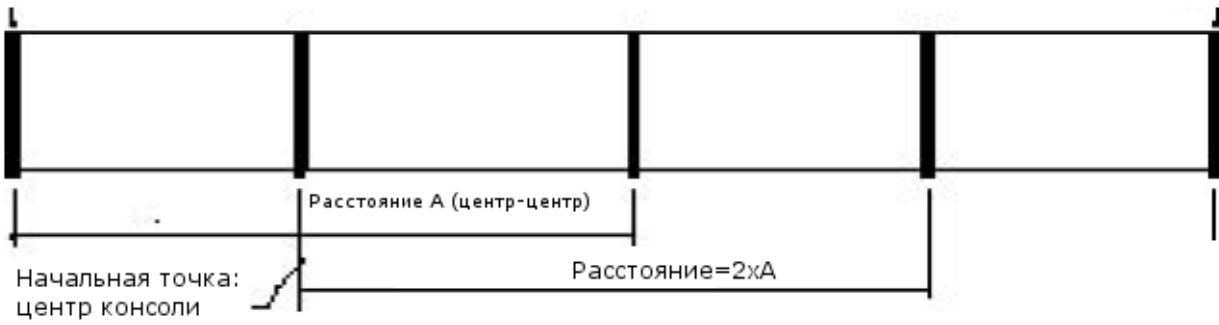 Расстояние А (центр-центр)
Начальная точка:
центр консоли
Расстояние=2хА